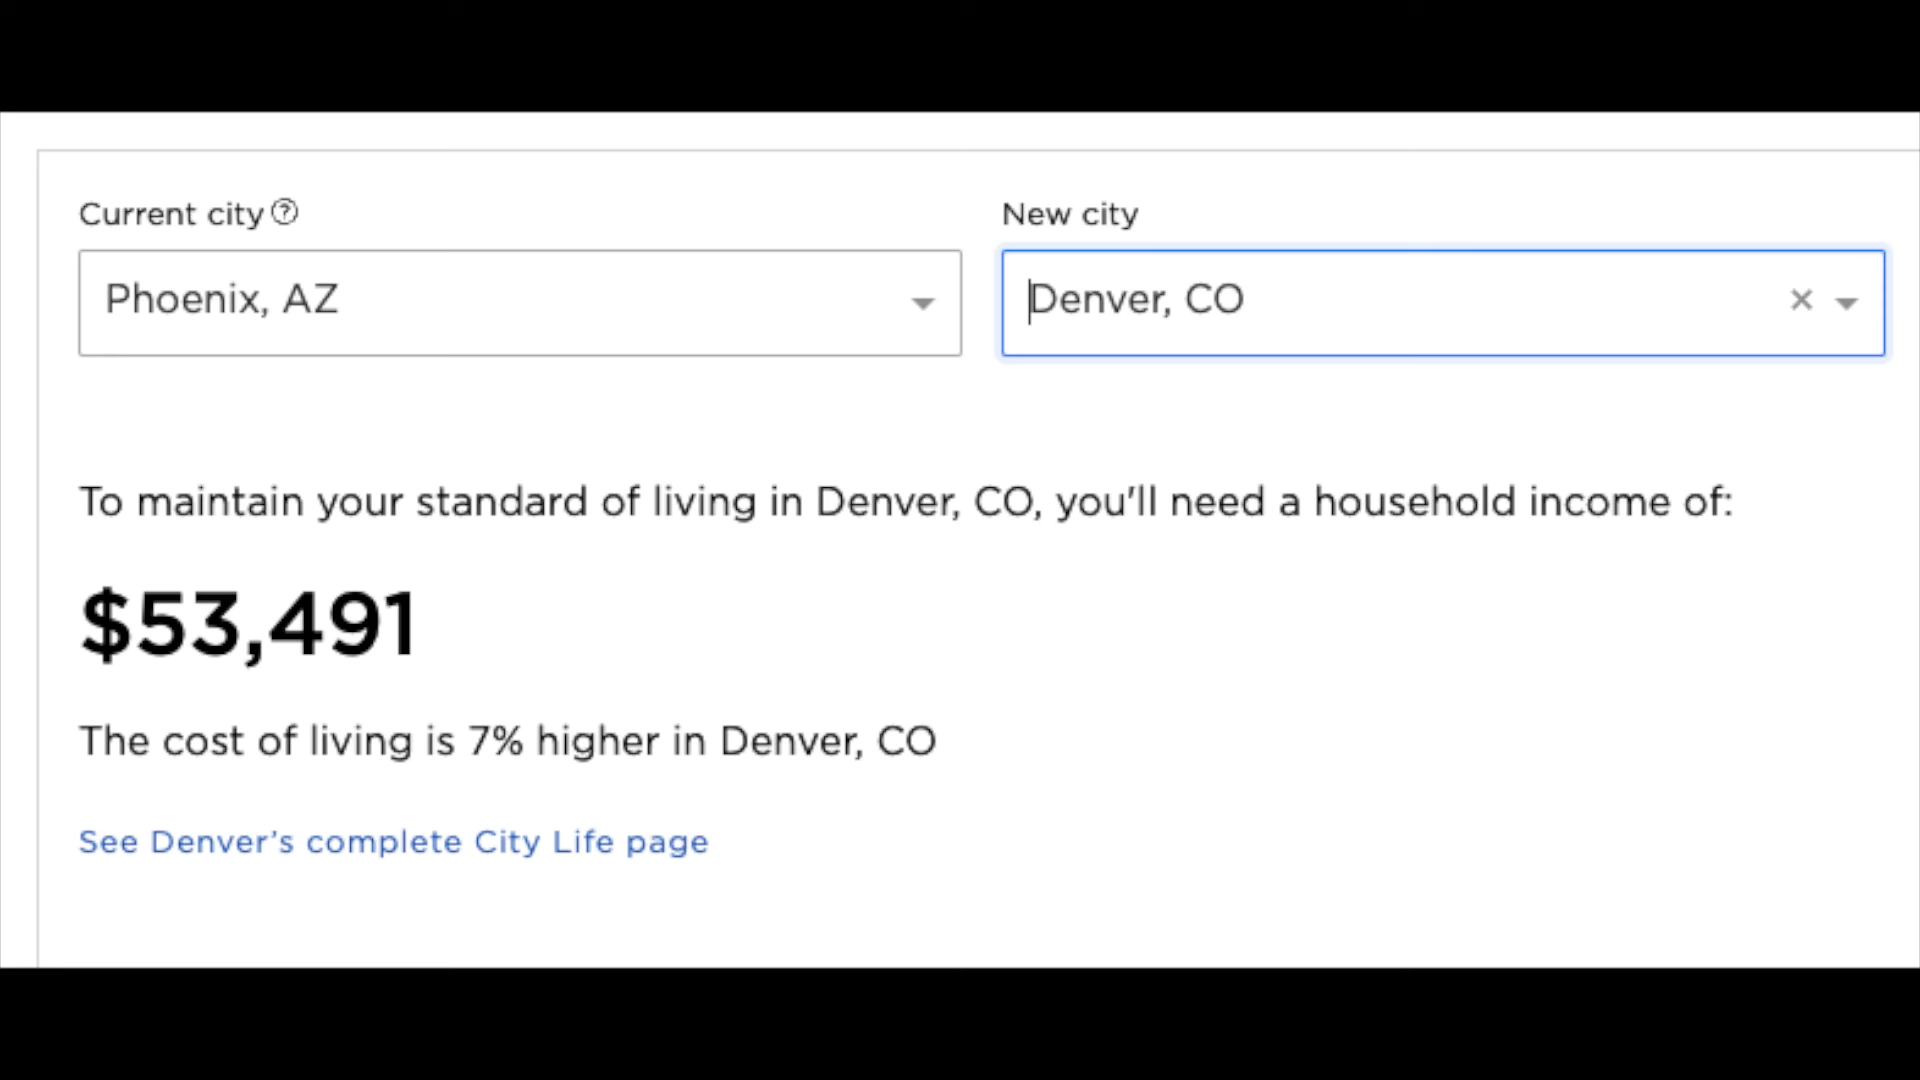 Current city ?
New city
Phoenix, AZ
Denver, CO
To maintain your standard of living in Denver, CO, you'll need a household income of:
$53,491
The cost of living is 7% higher in Denver, CO
See Denver’s complete City Life page